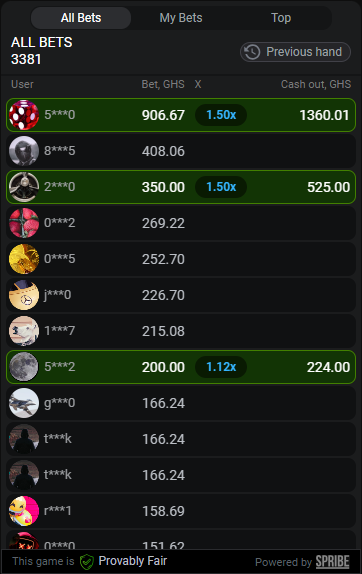 All Bets My Bets Top
ALL BETS
3381
Previous hand
User Bet, GHS X Cash out, GHS
5***0 906.67 1.50x 1360.01
8***5 408.06
2***0 350.00 1.50x 525.00
0***2 269.22
0***5 252.70
j***0 226.70
1***7 215.08
5***2 200.00 1.12x 224.00
g***0 166.24
t***k 166.24
t***k 166.24
r***1 158.69
0***0 151.62
This game is Provably Fair Powered by SPRIBE